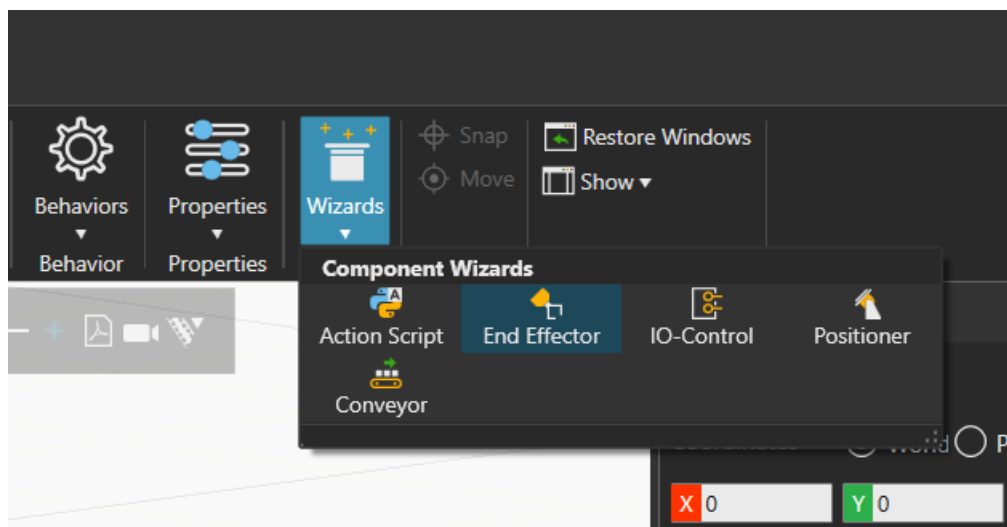 Snap
Restore Windows
Move
Show
Behaviors
Properties
Wizards
Behavior
Properties
Component Wizards
Action Script
End Effector
IO-Control
Positioner
Conveyor
X 0
Y 0